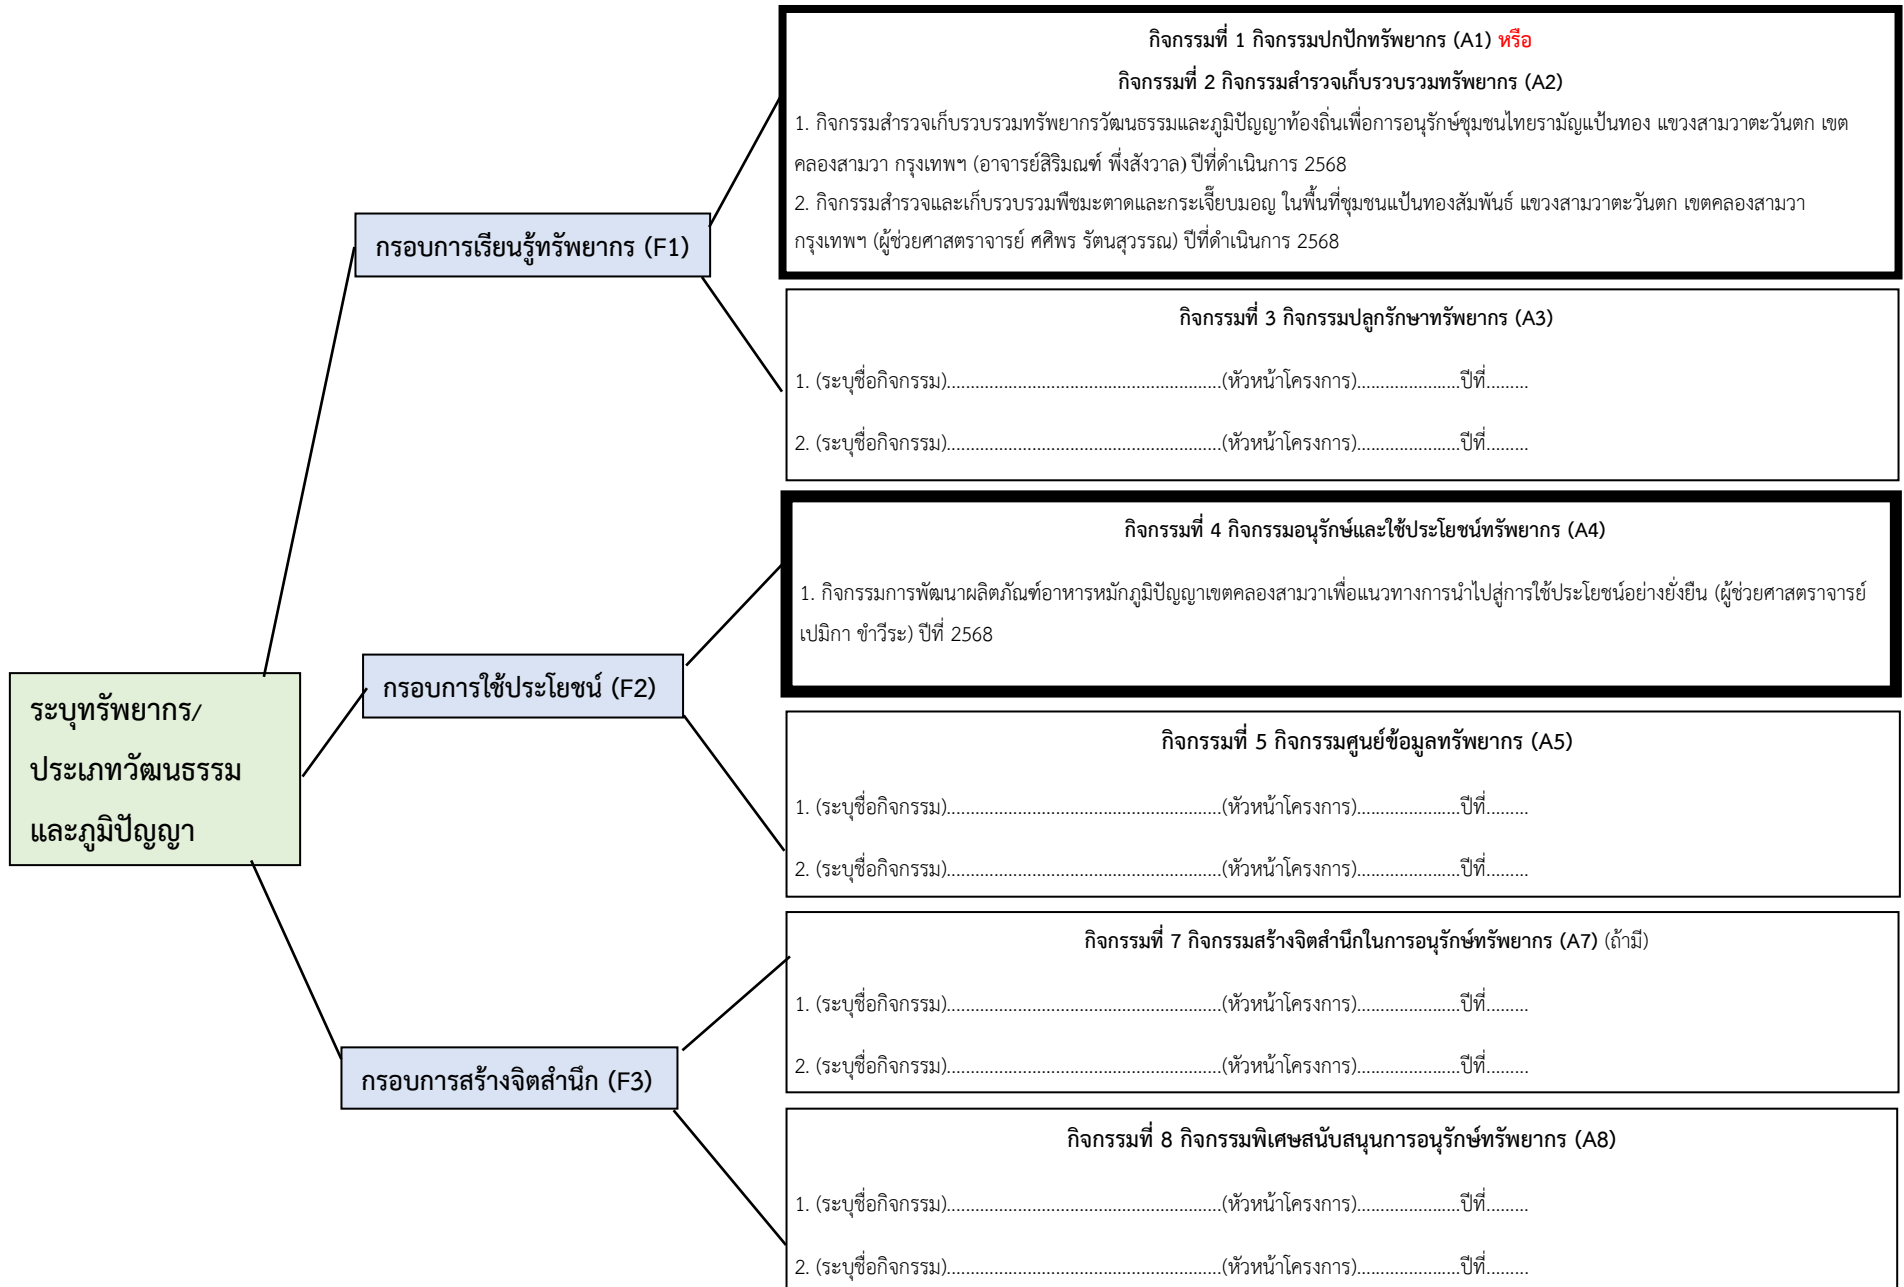 กิจกรรมที่ 1 กิจกรรมปกปักทรัพยากร (A1) หรือ
กิจกรรมที่ 2 กิจกรรมสำรวจเก็บรวบรวมทรัพยากร (A2)
1. กิจกรรมสำรวจเก็บรวบรวมทรัพยากรวัฒนธรรมและภูมิปัญญาท้องถิ่นเพื่อการอนุรักษ์ชุมชนไทยรามัญแป้นทอง แขวงสามวาตะวันตก เขต
คลองสามวา กรุงเทพฯ (อาจารย์สิริมณฑ์ พึ่งสังวาล) ปีที่ดำเนินการ 2568
2. กิจกรรมสำรวจและเก็บรวบรวมพืชมะตาดและกระเจี๊ยบมอญ ในพื้นที่ชุมชนแป้นทองสัมพันธ์ แขวงสามวาตะวันตก เขตคลองสามวา
กรุงเทพฯ (ผู้ช่วยศาสตราจารย์ ศศิพร รัตนสุวรรณ) ปีที่ดำเนินการ 2568
กรอบการเรียนรู้ทรัพยากร (F1)
กิจกรรมที่ 3 กิจกรรมปลูกรักษาทรัพยากร (A3)
1. (ระบุชื่อกิจกรรม)..........................................................(หัวหน้าโครงการ)......................ปีที่.........
2. (ระบุชื่อกิจกรรม)..........................................................(หัวหน้าโครงการ)......................ปีที่.........
กิจกรรมที่ 4 กิจกรรมอนุรักษ์และใช้ประโยชน์ทรัพยากร (A4)
1. กิจกรรมการพัฒนาผลิตภัณฑ์อาหารหมักภูมิปัญญาเขตคลองสามวาเพื่อแนวทางการนำไปสู่การใช้ประโยชน์อย่างยั่งยืน (ผู้ช่วยศาสตราจารย์
เปมิกา ขำวีระ) ปีที่ 2568
กรอบการใช้ประโยชน์ (F2)
ระบุทรัพยากร/
ประเภทวัฒนธรรม
และภูมิปัญญา
กิจกรรมที่ 5 กิจกรรมศูนย์ข้อมูลทรัพยากร (A5)
1. (ระบุชื่อกิจกรรม)..........................................................(หัวหน้าโครงการ)......................ปีที่.........
2. (ระบุชื่อกิจกรรม)..........................................................(หัวหน้าโครงการ)......................ปีที่.........
กิจกรรมที่ 7 กิจกรรมสร้างจิตสำนึกในการอนุรักษ์ทรัพยากร (A7) (ถ้ามี)
1. (ระบุชื่อกิจกรรม)..........................................................(หัวหน้าโครงการ)......................ปีที่.........
2. (ระบุชื่อกิจกรรม)..........................................................(หัวหน้าโครงการ)......................ปีที่.........
กรอบการสร้างจิตสำนึก (F3)
กิจกรรมที่ 8 กิจกรรมพิเศษสนับสนุนการอนุรักษ์ทรัพยากร (A8)
1. (ระบุชื่อกิจกรรม)..........................................................(หัวหน้าโครงการ)......................ปีที่.........
2. (ระบุชื่อกิจกรรม)..........................................................(หัวหน้าโครงการ)......................ปีที่.........